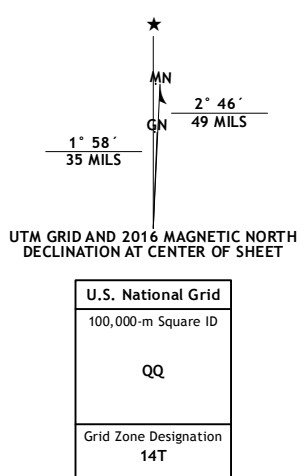 ★
MN
GN
2° 46´
49 MILS
1° 58´
35 MILS
UTM GRID AND 2016 MAGNETIC NORTH
DECLINATION AT CENTER OF SHEET
U.S. National Grid
100,000-m Square ID
QQ
Grid Zone Designation
14T